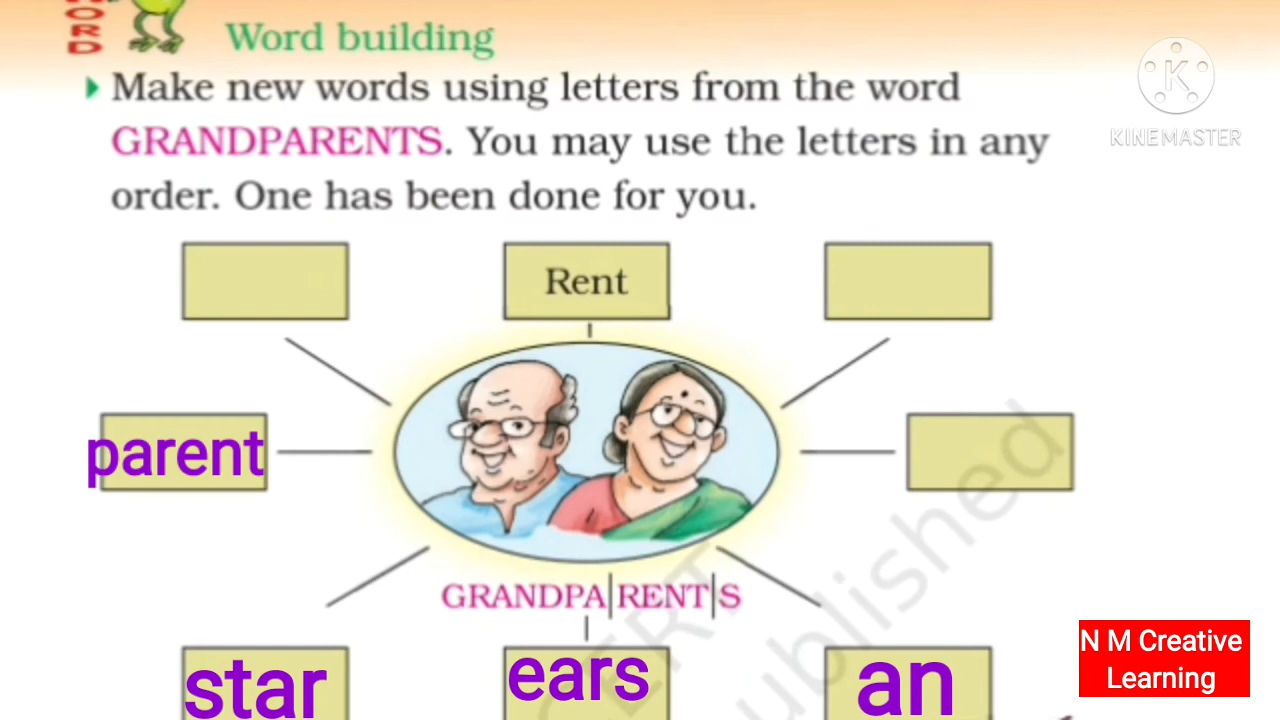 WORD
Word building
Make new words using letters from the word
GRANDPARENTS. You may use the letters in any
order. One has been done for you.
K
KINEMASTER
Rent
parent
GRANDPA|RENT|S
star
ears
an
N M Creative
Learning